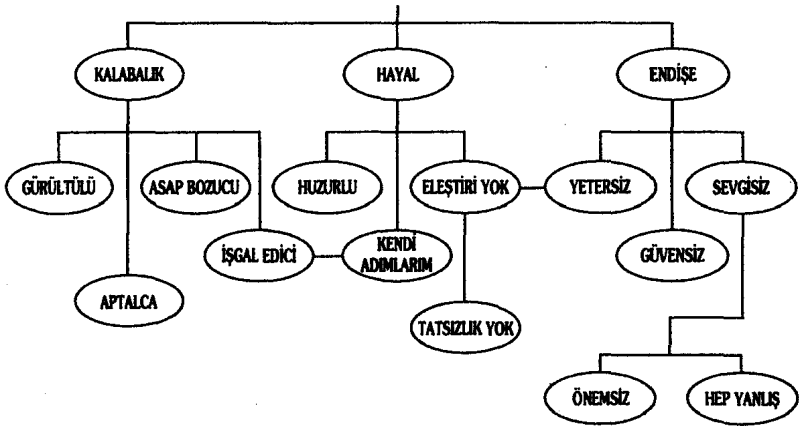 KALABALIK
HAYAL
ENDİŞE
GÜRÜLTÜLÜ
ASAP BOZUCU
HUZURLU
ELEŞTİRİ YOK
YETERSİZ
SEVGİSİZ
İŞGAL EDİCİ
KENDİ
ADIMLARIM
GÜVENSİZ
APTALCA
TATSIZLIK YOK
ÖNEMSİZ
HEP YANLIŞ